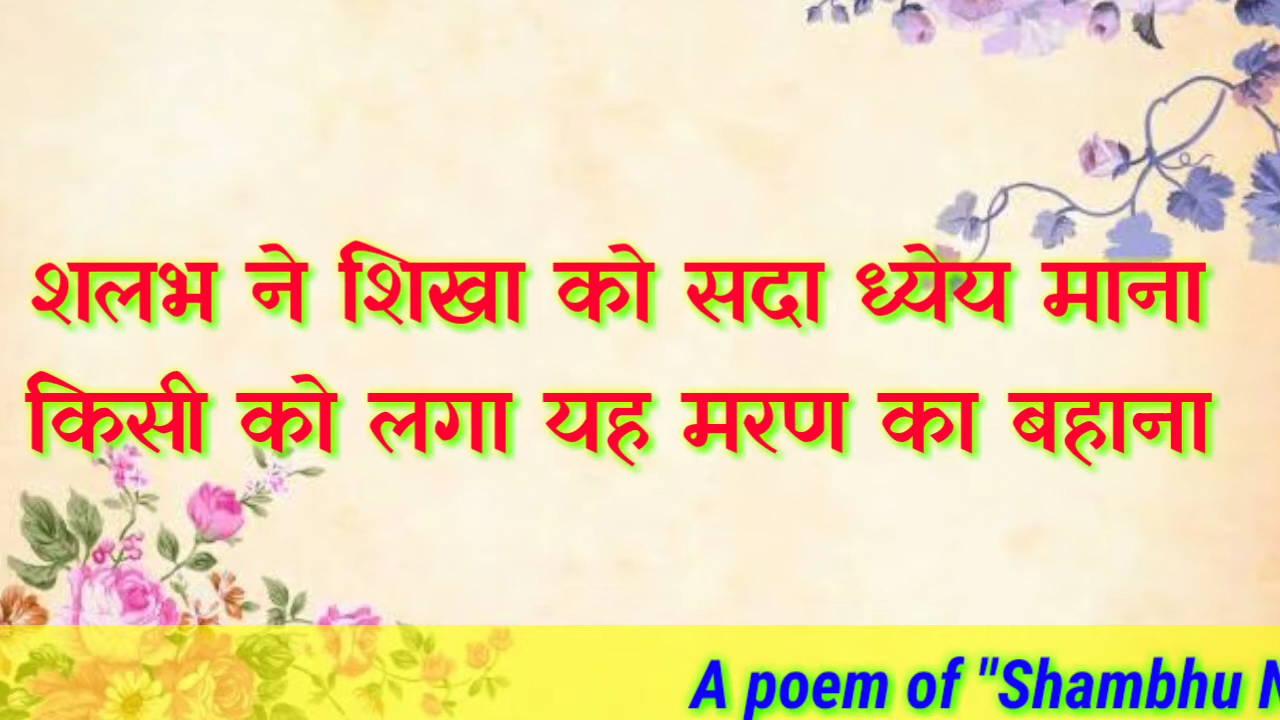 शलभ ने शिखा को सदा ध्येय माना
किसी को लगा यह मरण का बहाना
A poem of "Shambhu